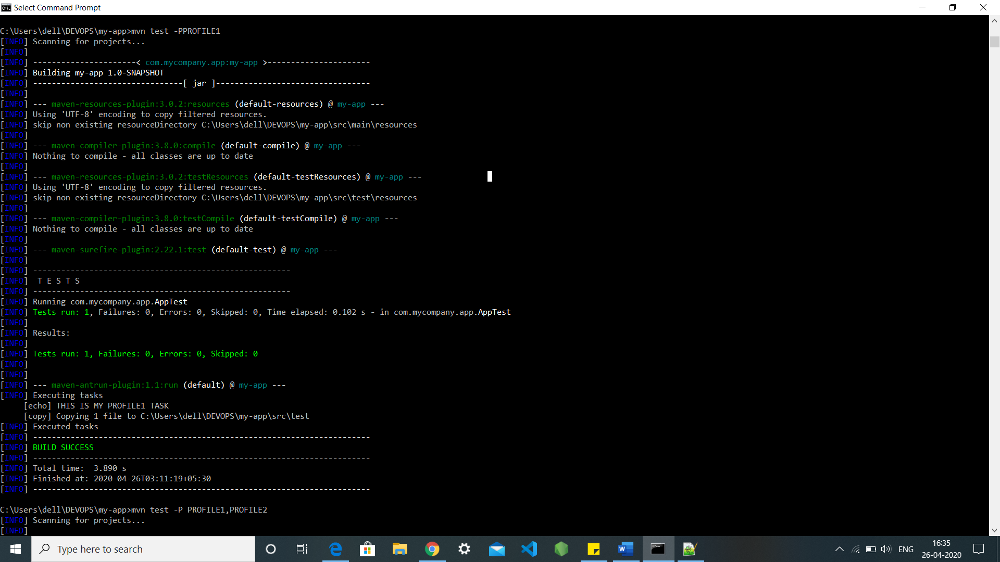 Select Command Prompt
C:\Users\dell\DEVOPS\my-app>mvn test -PPROFILE1
[INFO] Scanning for projects...
[INFO]
[INFO] ----------------------< com.mycompany.app:my-app >----------------------
[INFO] Building my-app 1.0-SNAPSHOT
[INFO] --------------------------------[ jar ]---------------------------------
[INFO]
[INFO] --- maven-resources-plugin:3.0.2:resources (default-resources) @ my-app ---
[INFO] Using 'UTF-8' encoding to copy filtered resources.
[INFO] skip non existing resourceDirectory C:\Users\dell\DEVOPS\my-app\src\main\resources
[INFO]
[INFO] --- maven-compiler-plugin:3.8.0:compile (default-compile) @ my-app ---
[INFO] Nothing to compile - all classes are up to date
[INFO]
[INFO] --- maven-resources-plugin:3.0.2:testResources (default-testResources) @ my-app ---
[INFO] Using 'UTF-8' encoding to copy filtered resources.
[INFO] skip non existing resourceDirectory C:\Users\dell\DEVOPS\my-app\src\test\resources
[INFO]
[INFO] --- maven-compiler-plugin:3.8.0:testCompile (default-testCompile) @ my-app ---
[INFO] Nothing to compile - all classes are up to date
[INFO]
[INFO] --- maven-surefire-plugin:2.22.1:test (default-test) @ my-app ---
[INFO]
[INFO] -------------------------------------------------------
[INFO]  T E S T S
[INFO] -------------------------------------------------------
[INFO] Running com.mycompany.app.AppTest
[INFO] Tests run: 1, Failures: 0, Errors: 0, Skipped: 0, Time elapsed: 0.102 s - in com.mycompany.app.AppTest
[INFO]
[INFO] Results:
[INFO]
[INFO] Tests run: 1, Failures: 0, Errors: 0, Skipped: 0
[INFO]
[INFO]
[INFO] --- maven-antrun-plugin:1.1:run (default) @ my-app ---
[INFO] Executing tasks
     [echo] THIS IS MY PROFILE1 TASK
     [copy] Copying 1 file to C:\Users\dell\DEVOPS\my-app\src\test
[INFO] Executed tasks
[INFO] ------------------------------------------------------------------------
[INFO] BUILD SUCCESS
[INFO] ------------------------------------------------------------------------
[INFO] Total time:  3.890 s
[INFO] Finished at: 2020-04-26T03:11:19+05:30
[INFO] ------------------------------------------------------------------------
C:\Users\dell\DEVOPS\my-app>mvn test -P PROFILE1,PROFILE2
[INFO] Scanning for projects...
[INFO]
Type here to search
ENG
16:35
26-04-2020